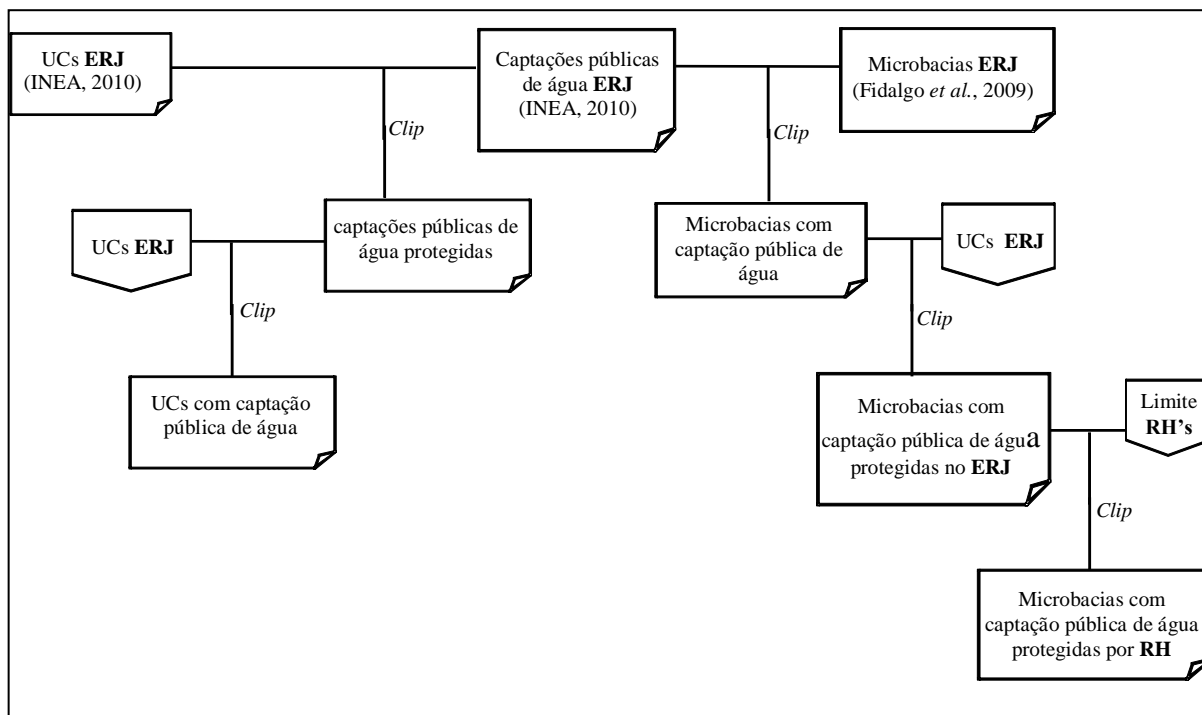 UCs ERJ
(INEA, 2010)
Captações públicas
de água ERJ
(INEA, 2010)
Microbacias ERJ
(Fidalgo et al., 2009)
Clip
Clip
UCs ERJ
captações públicas de
água protegidas
Microbacias com
captação pública de
água
UCs ERJ
Clip
Clip
UCs com captação
pública de água
Microbacias com
captação pública de água
protegidas no ERJ
Limite
RH’s
Clip
Microbacias com
captação pública de água
protegidas por RH